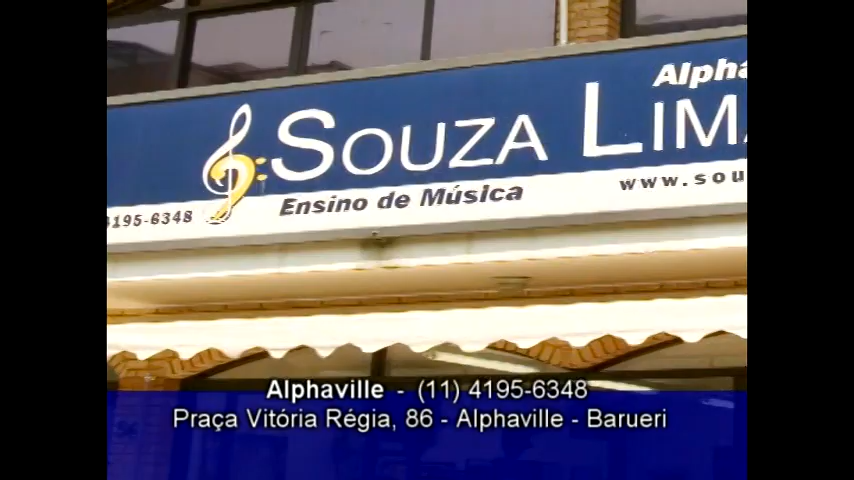 Alpha
SOUZA LIMA
4195-6348
Ensino de Música
www.sou
Alphaville - (11) 4195-6348
Praça Vitória Régia, 86 - Alphaville - Barueri